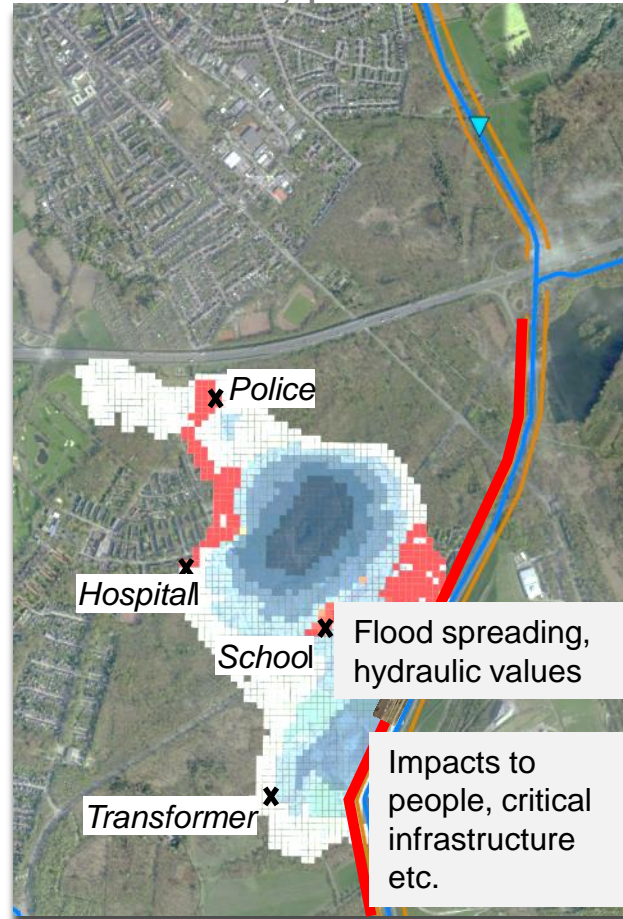 Police
Hospital
School
Flood spreading,
hydraulic values
Transformer
Impacts to
people, critical
infrastructure
etc.